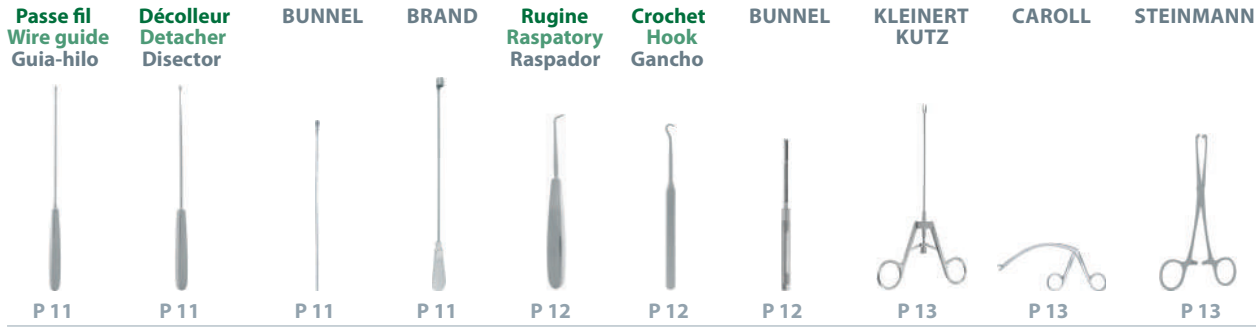 Passe fil
Wire guide
Guia-hilo
Décolleur
Detacher
Disector
BUNNEL
BRAND
Rugine
Raspatory
Raspador
Crochet
Hook
Gancho
BUNNEL
KLEINERT
KUTZ
CAROLL
STEINMANN
P 11
P 11
P 11
P 11
P 12
P 12
P 12
P 13
P 13
P 13